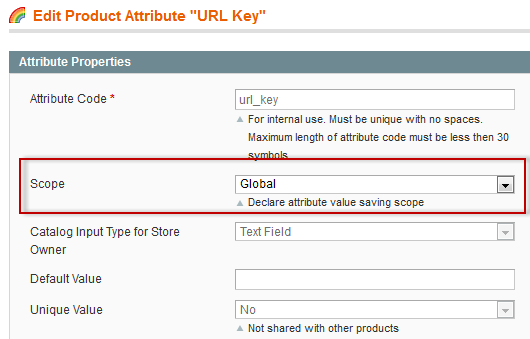 Edit Product Attribute "URL Key"
Attribute Properties
Attribute Code *
url_key
For internal use. Must be unique with no spaces.
Maximum length of attribute code must be less then 30
symbols
Scope
Global
Declare attribute value saving scope
Catalog Input Type for Store
Owner
Text Field
Default Value
Unique Value
No
Not shared with other products